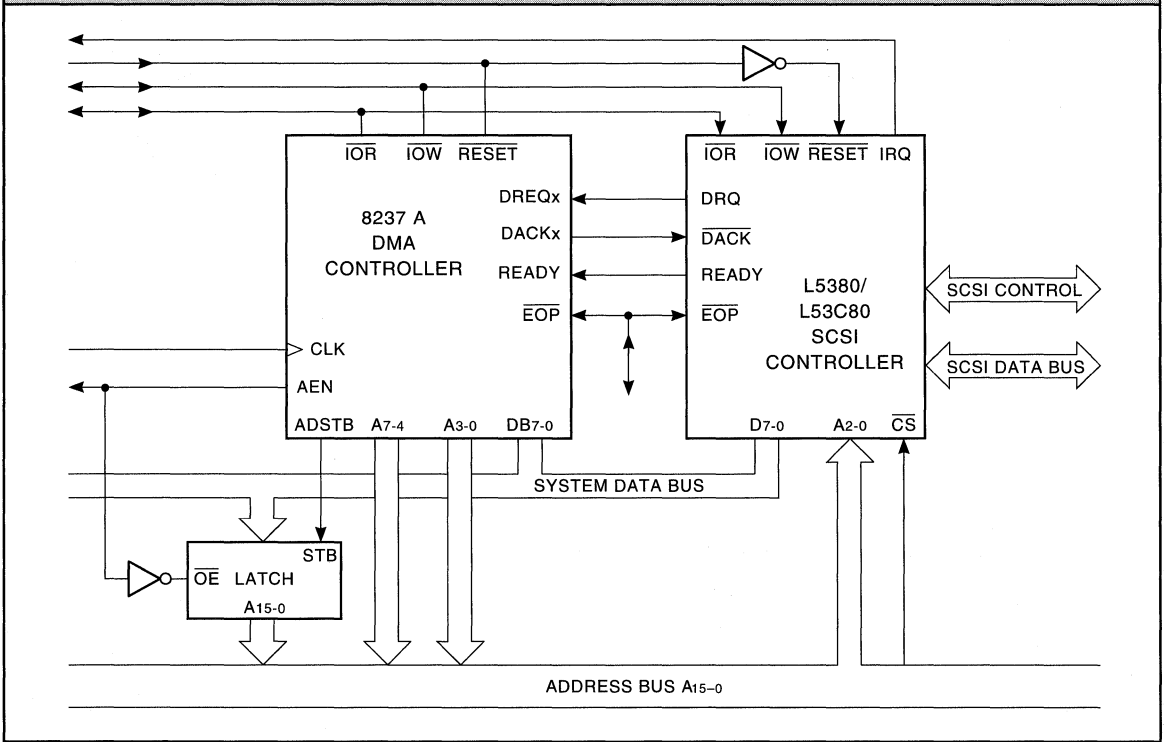 IOR IOW RESET
IOR IOW RESET IRQ
8237 A
DMA
CONTROLLER
DREQx
DACKx
READY
EOP
CLK
AEN
ADSTB A7-4 A3-0 DB7-0
DRQ
DACK
READY
EOP
L5380/
L53C80
SCSI
CONTROLLER
D7-0 A2-0 CS
SCSI CONTROL
SCSI DATA BUS
SYSTEM DATA BUS
STB
OE LATCH
A15-0
ADDRESS BUS A15-0